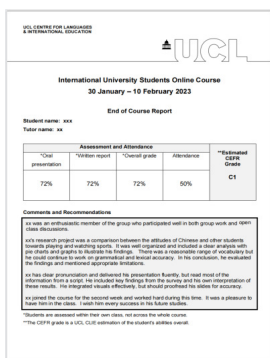 UCL CENTRE FOR LANGUAGES
& INTERNATIONAL EDUCATION
UCL
International University Students Online Course
30 January – 10 February 2023
End of Course Report
Student name: xxx
Tutor name: xx
Assessment and Attendance
**Estimated CEFR Grade
*Oral presentation
*Written report
*Overall grade
Attendance
72%
72%
72%
50%
C1
Comments and Recommendations
xx was an enthusiastic member of the group who participated well in both group work and open
class discussions.
xx's research project was a comparison between the attitudes of Chinese and other students
towards playing and watching sports. It was well organized and included a clear analysis with
pie charts and graphs to illustrate his findings. There was a reasonable range of vocabulary but
he could continue to work on grammatical and lexical accuracy. In his conclusion, he evaluated
the findings and mentioned appropriate limitations.
xx has clear pronunciation and delivered his presentation fluently, but read most of the
information from a script. He included key findings from the survey and his own interpretation of
these results. He integrated visuals effectively, but should proofread his slides for accuracy.
xx joined the course for the second week and worked hard during this time. It was a pleasure to
have him in the class. I wish him every success in his future studies.
*Students are assessed within their own class, not across the whole course.
**The CEFR grade is a UCL CLIE estimation of the student's abilities overall.